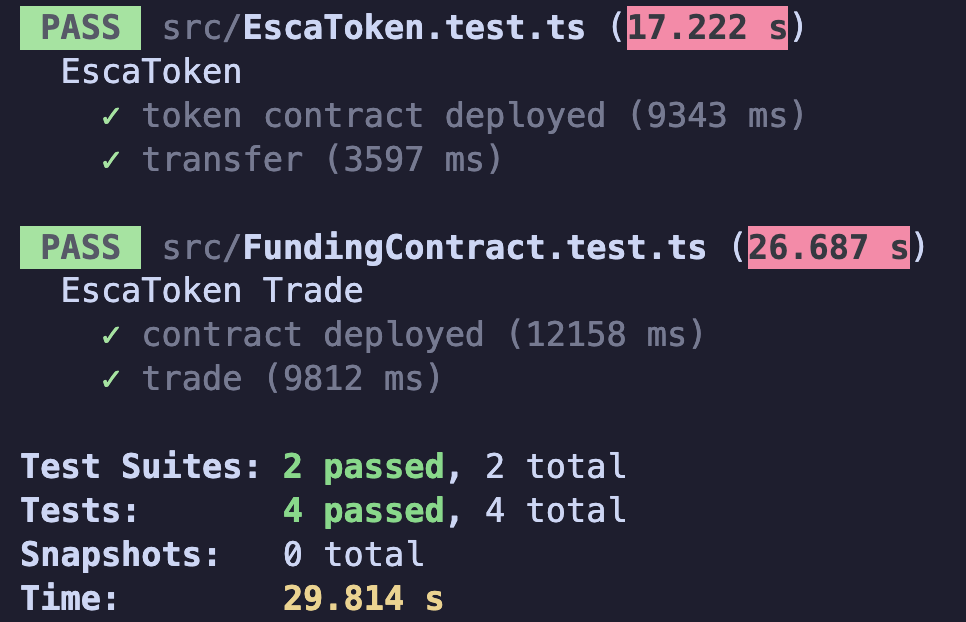 PASS src/EscaToken.test.ts (17.222 s)
EscaToken
✓ token contract deployed (9343 ms)
✓ transfer (3597 ms)
PASS src/FundingContract.test.ts (26.687 s)
EscaToken Trade
✓ contract deployed (12158 ms)
✓ trade (9812 ms)
Test Suites: 2 passed, 2 total
Tests: 4 passed, 4 total
Snapshots: 0 total
Time: 29.814 s